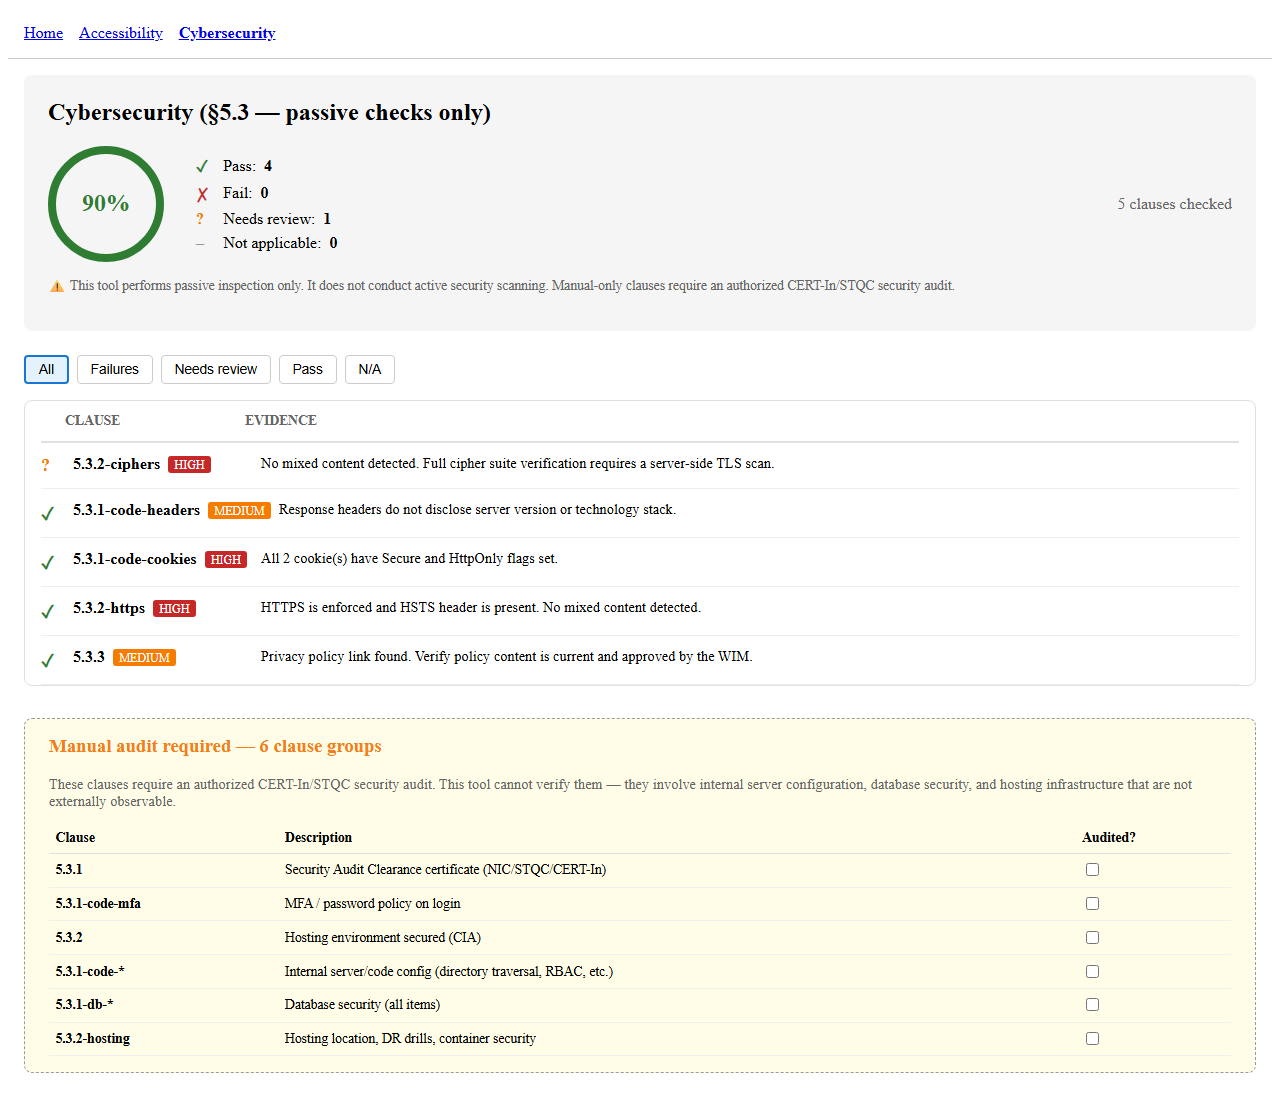 Home Accessibility Cybersecurity
Cybersecurity (§5.3 — passive checks only)
90%
✓ Pass: 4
✗ Fail: 0
? Needs review: 1
– Not applicable: 0
5 clauses checked
⚠ This tool performs passive inspection only. It does not conduct active security scanning. Manual-only clauses require an authorized CERT-In/STQC security audit.
All Failures Needs review Pass N/A
CLAUSE EVIDENCE
? 5.3.2-ciphers HIGH No mixed content detected. Full cipher suite verification requires a server-side TLS scan.
✓ 5.3.1-code-headers MEDIUM Response headers do not disclose server version or technology stack.
✓ 5.3.1-code-cookies HIGH All 2 cookie(s) have Secure and HttpOnly flags set.
✓ 5.3.2-https HIGH HTTPS is enforced and HSTS header is present. No mixed content detected.
✓ 5.3.3 MEDIUM Privacy policy link found. Verify policy content is current and approved by the WIM.
Manual audit required — 6 clause groups
These clauses require an authorized CERT-In/STQC security audit. This tool cannot verify them — they involve internal server configuration, database security, and hosting infrastructure that are not
externally observable.
Clause Description Audited?
5.3.1 Security Audit Clearance certificate (NIC/STQC/CERT-In)
5.3.1-code-mfa MFA / password policy on login
5.3.2 Hosting environment secured (CIA)
5.3.1-code-* Internal server/code config (directory traversal, RBAC, etc.)
5.3.1-db-* Database security (all items)
5.3.2-hosting Hosting location, DR drills, container security